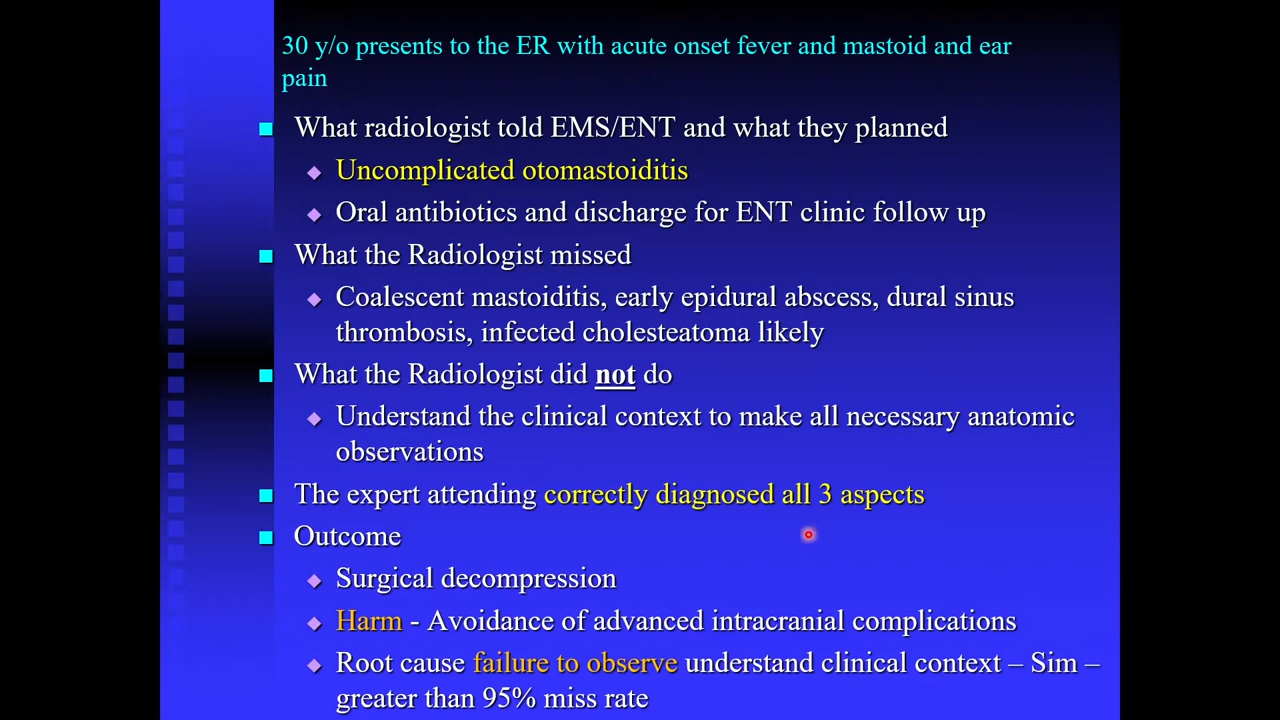 30 y/o presents to the ER with acute onset fever and mastoid and ear
pain
What radiologist told EMS/ENT and what they planned
Uncomplicated otomastoiditis
Oral antibiotics and discharge for ENT clinic follow up
What the Radiologist missed
Coalescent mastoiditis, early epidural abscess, dural sinus
thrombosis, infected cholesteatoma likely
What the Radiologist did not do
Understand the clinical context to make all necessary anatomic
observations
The expert attending correctly diagnosed all 3 aspects
Outcome
Surgical decompression
Harm - Avoidance of advanced intracranial complications
Root cause failure to observe understand clinical context – Sim –
greater than 95% miss rate